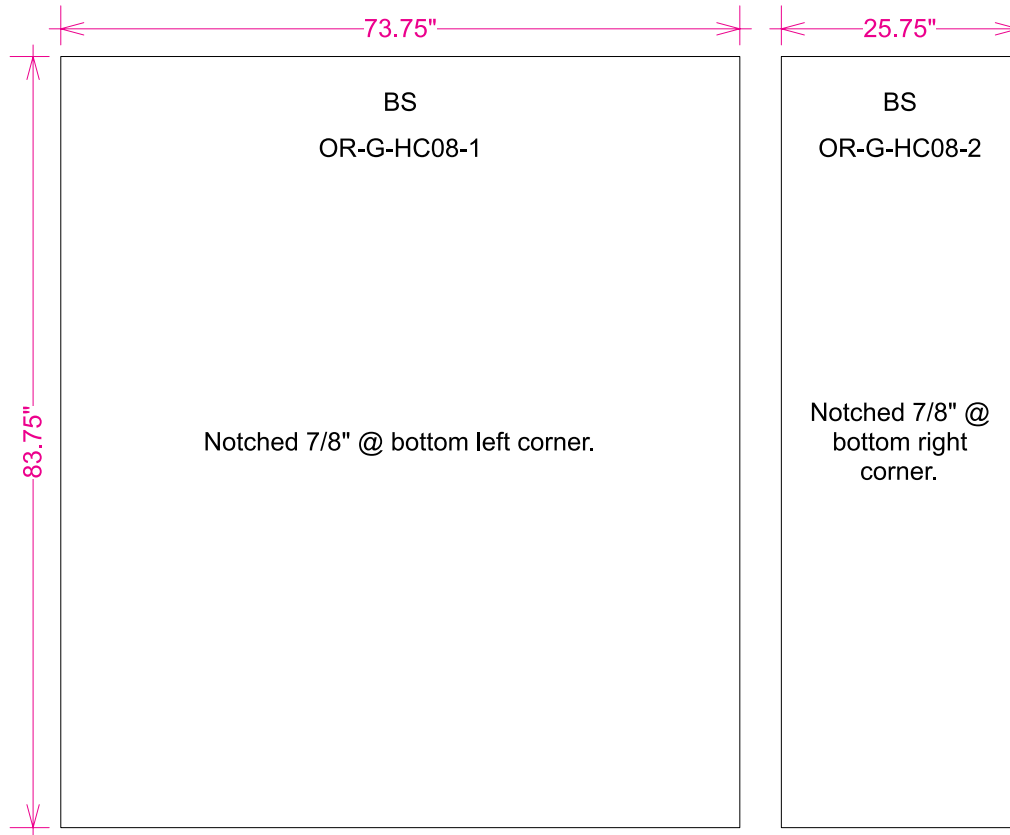 73.75"
25.75"
BS
OR-G-HC08-1
BS
OR-G-HC08-2
83.75"
Notched 7/8" @ bottom left corner.
Notched 7/8" @
bottom right
corner.